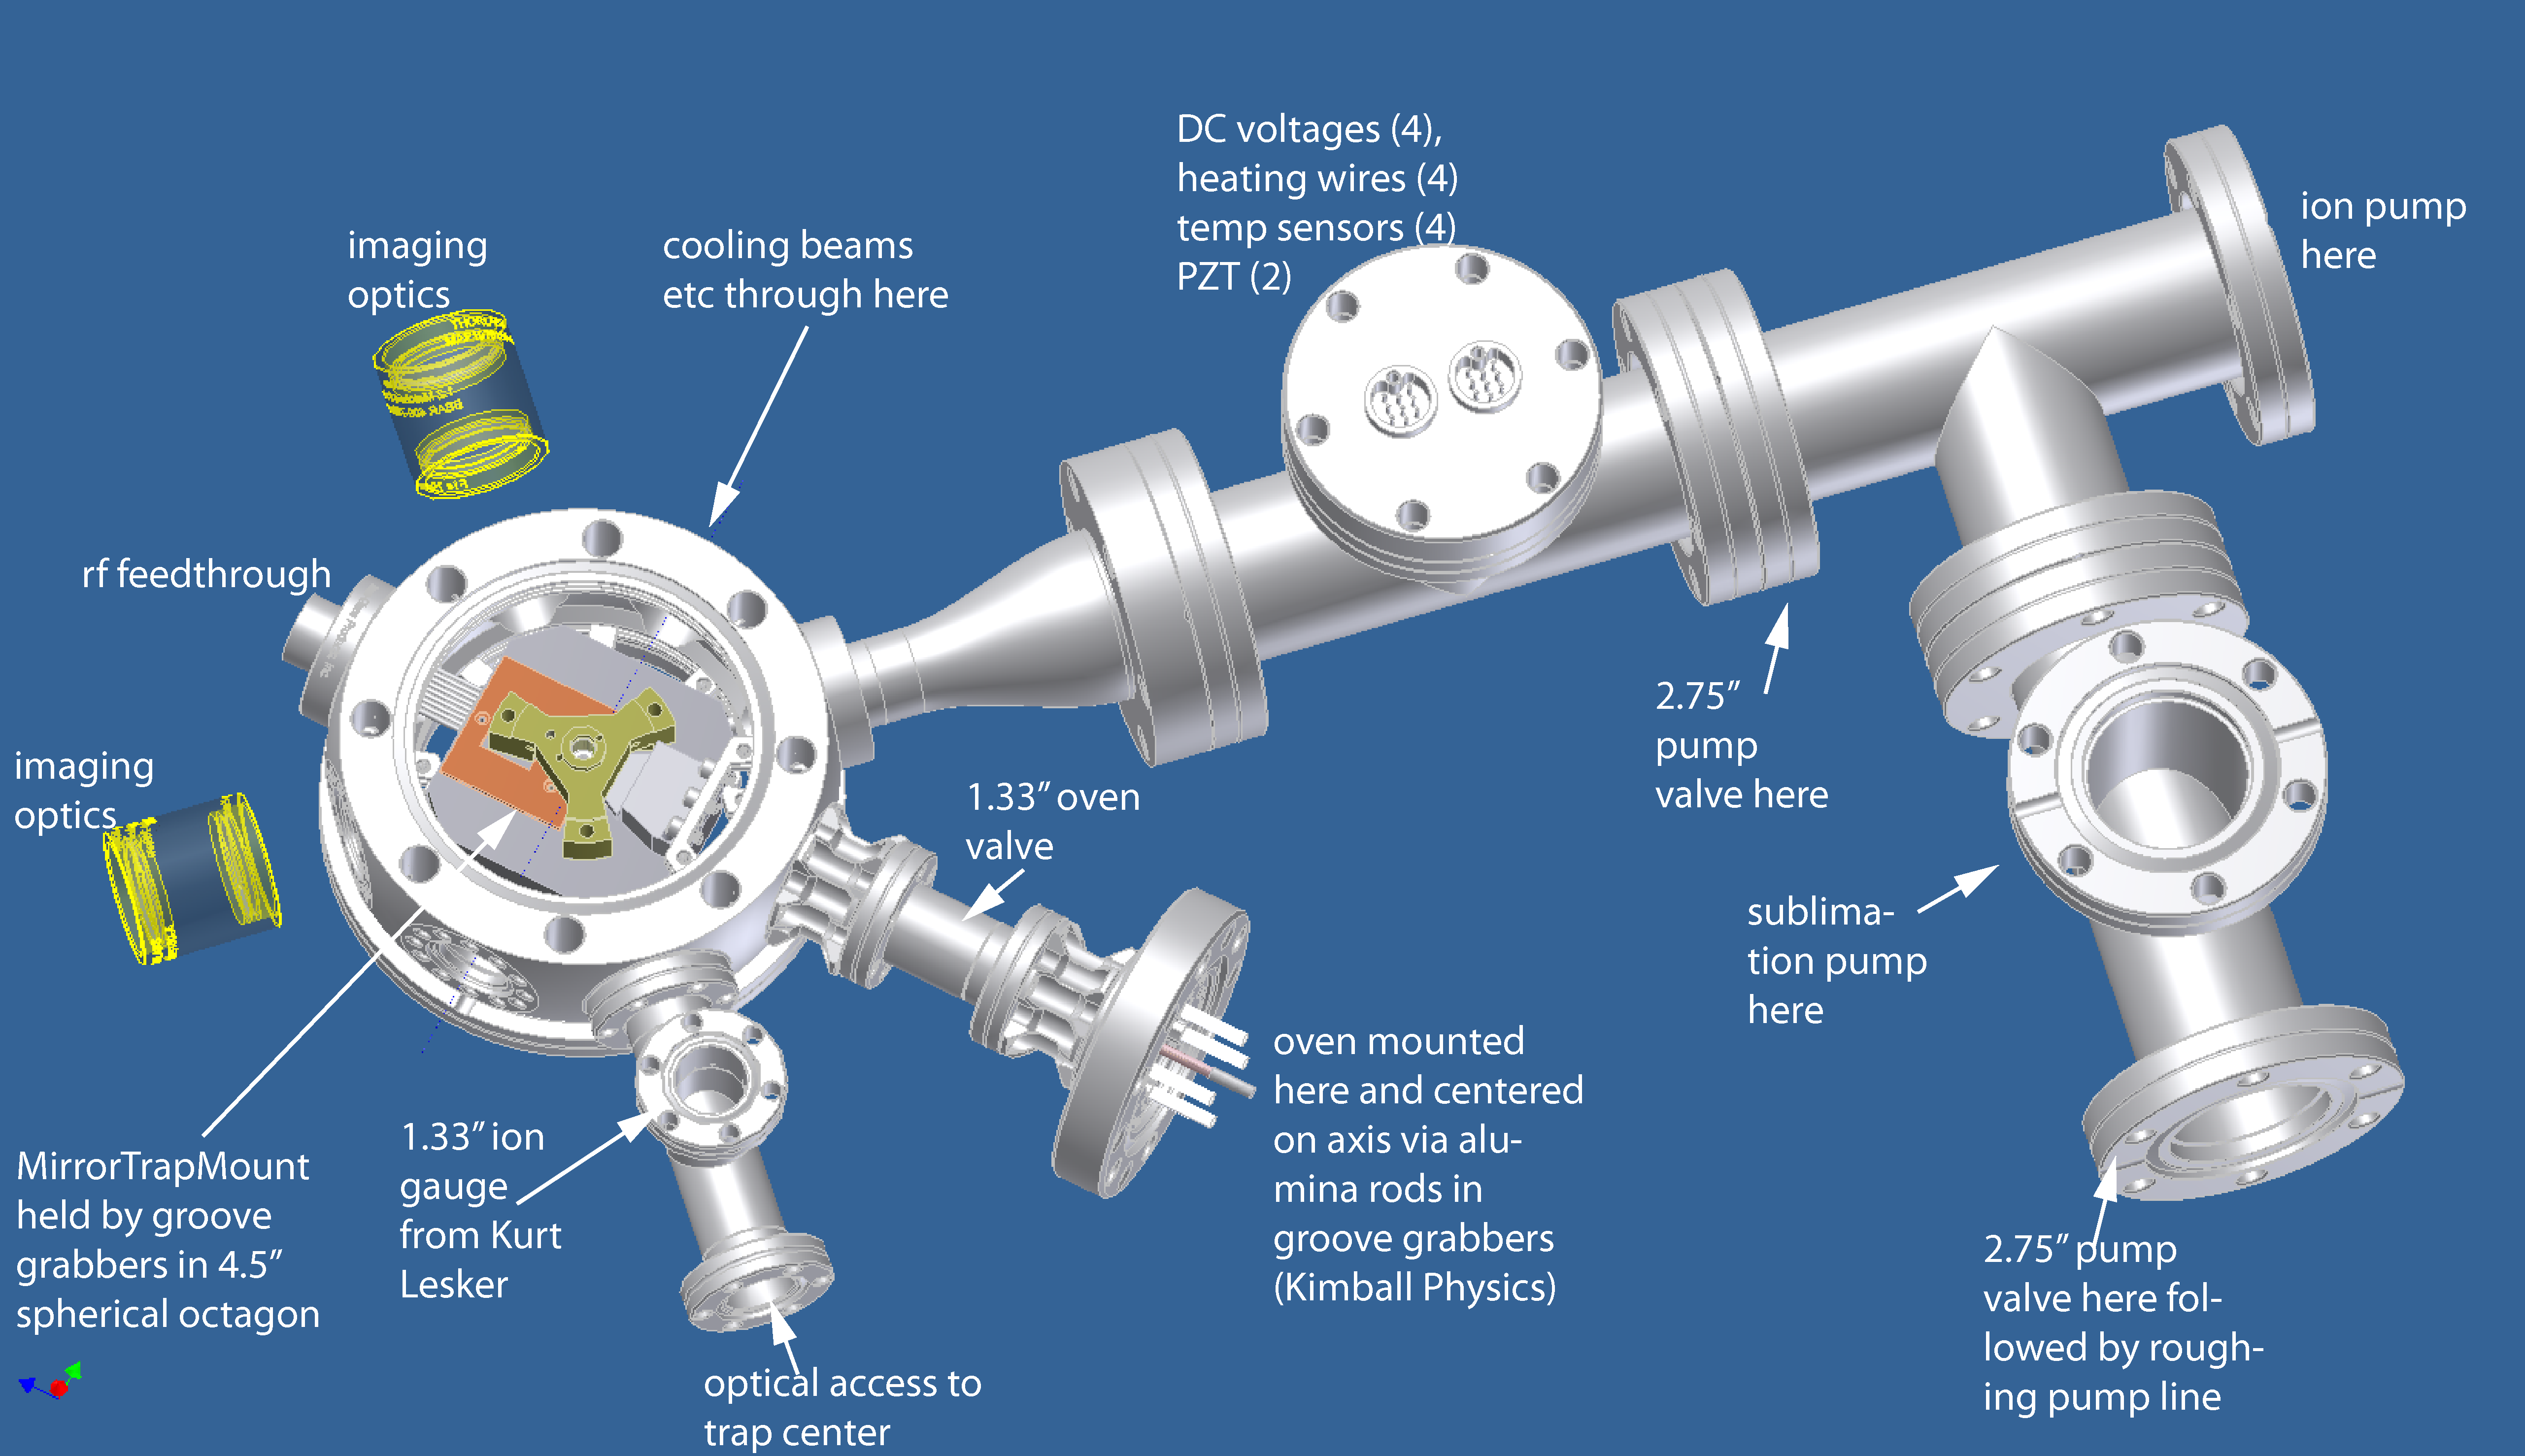 DC voltages (4),
heating wires (4)
temp sensors (4)
PZT (2)
ion pump
here
imaging
optics
cooling beams
etc through here
rf feedthrough
imaging
optics
2.75″
pump
valve here
1.33″ oven
valve
sublima-
tion pump
here
oven mounted
here and centered
on axis via alu-
mina rods in
groove grabbers
(Kimball Physics)
MirrorTrapMount
held by groove
grabbers in 4.5″
spherical octagon
1.33″ ion
gauge
from Kurt
Lesker
optical access to
trap center
2.75″ pump
valve here fol-
lowed by rough-
ing pump line